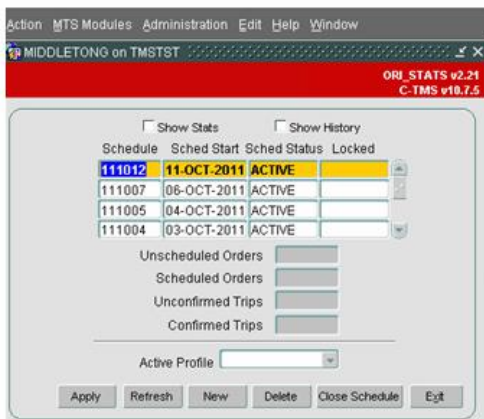 Action MTS Modules Administration Edit Help Window
MIDDLETONG on TMSTST
ORI_STATS v2.21
C-TMS v10.7.5
Show Stats Show History
Schedule Sched Start Sched Status Locked
111012 11-OCT-2011 ACTIVE
111007 06-OCT-2011 ACTIVE
111005 04-OCT-2011 ACTIVE
111004 03-OCT-2011 ACTIVE
Unscheduled Orders
Scheduled Orders
Unconfirmed Trips
Confirmed Trips
Active Profile
Apply Refresh New Delete Close Schedule Exit